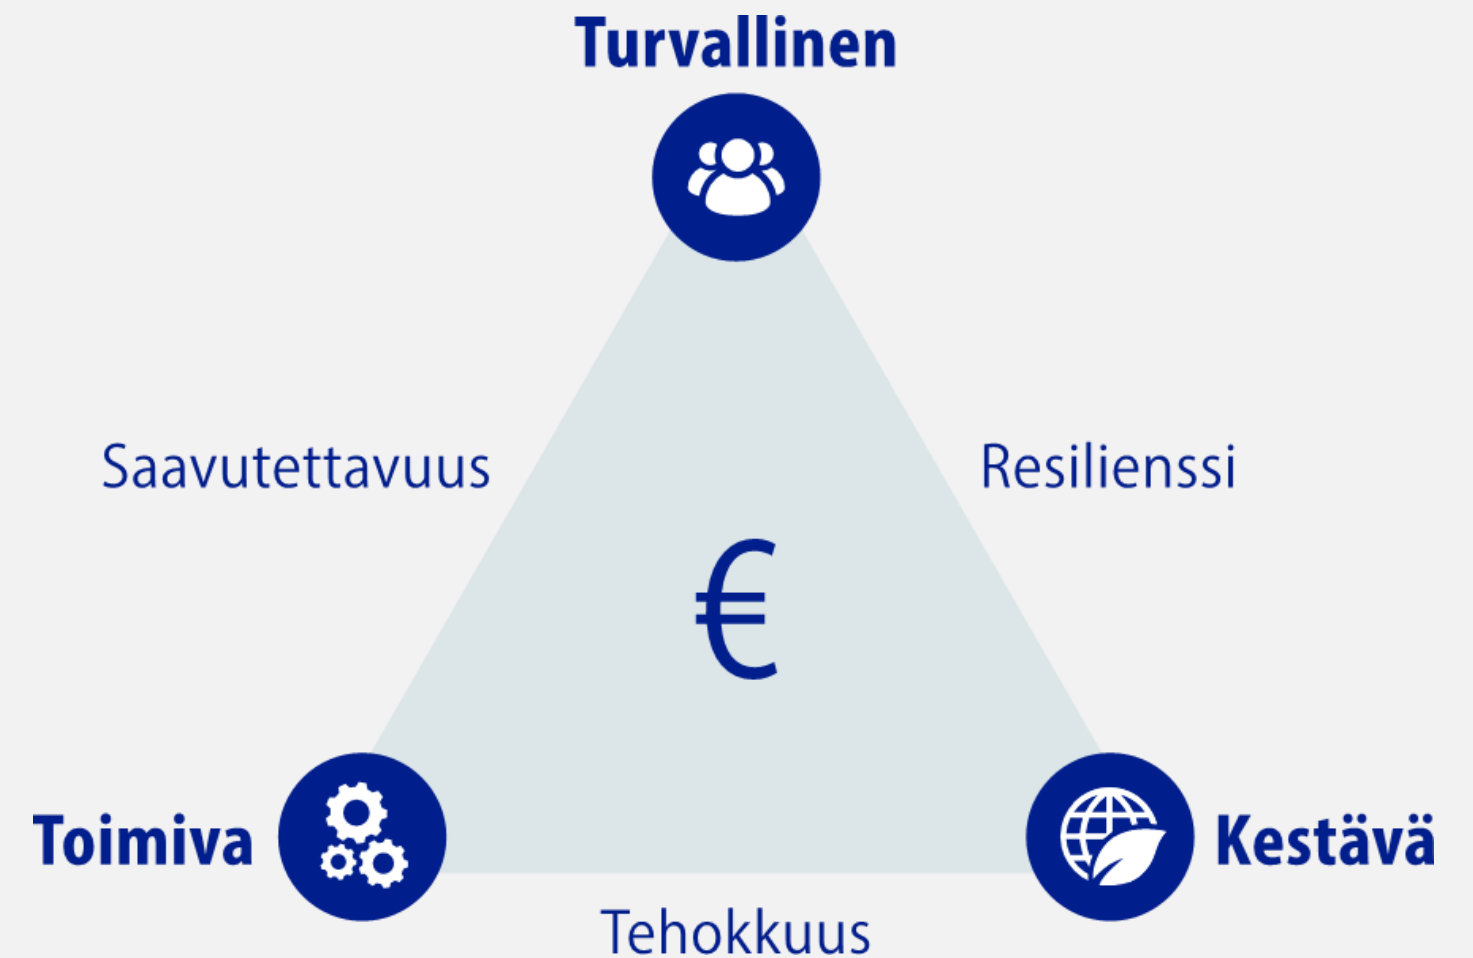 Turvallinen
Saavutettavuus
Resilienssi
€
Toimiva
Kestävä
Tehokkuus